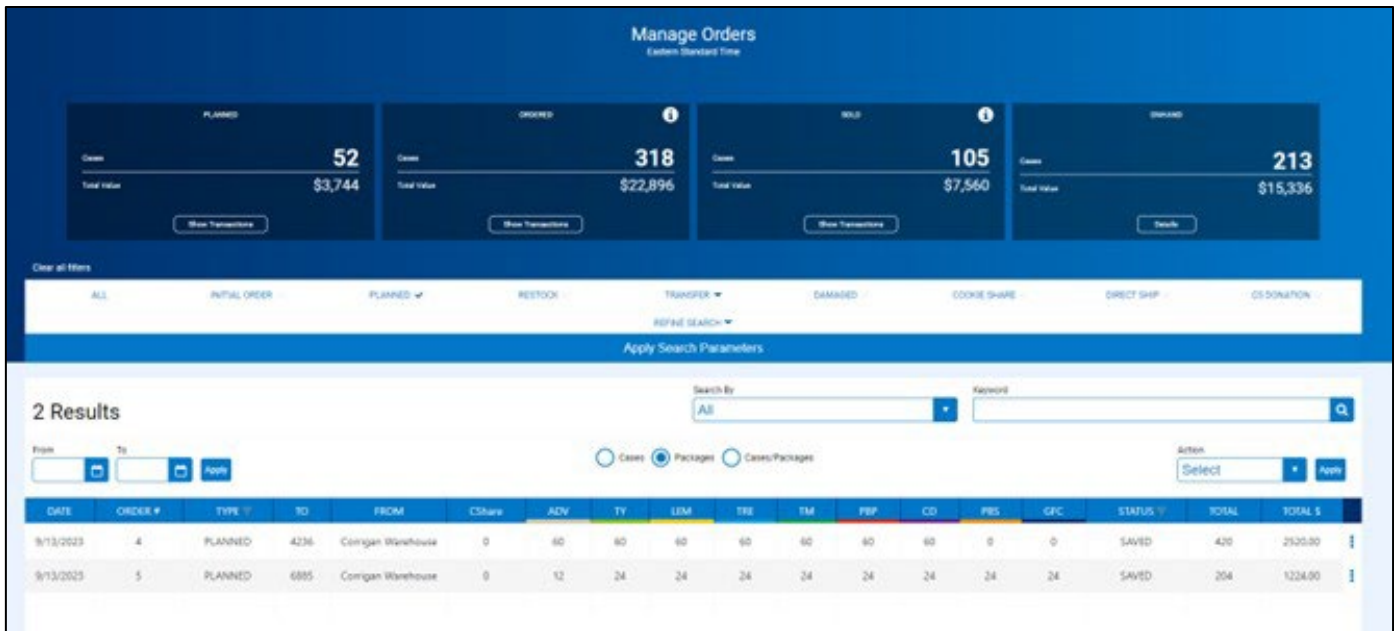 Manage Orders
Eastern Standard Time
PLANNED ORDERED SOLD ONHAND
Cases 52 Cases 318 Cases 105 Cases 213
Total Value $3,744 Total Value $22,896 Total Value $7,560 Total Value $15,336
Show Transactions Show Transactions Show Transactions Details
Clear all filters
ALL INITIAL ORDER PLANNED RESTOCK TRANSFER DAMAGED COOKIE SHARE DIRECT SHIP CS DONATION
REFINE SEARCH
Apply Search Parameters
Search By Keyword
2 Results All
From To Action
Apply Cases Packages Cases/Packages Select Apply
DATE ORDER # TYPE TO FROM CShare ADV TY LEM TRE TM PBP CD PBS GFC STATUS TOTAL TOTAL $
9/13/2023 4 PLANNED 4236 Corrigan Warehouse 0 60 60 60 60 60 60 60 0 0 SAVED 420 2520.00
9/13/2023 5 PLANNED 6885 Corrigan Warehouse 0 12 24 24 24 24 24 24 24 24 SAVED 204 1224.00